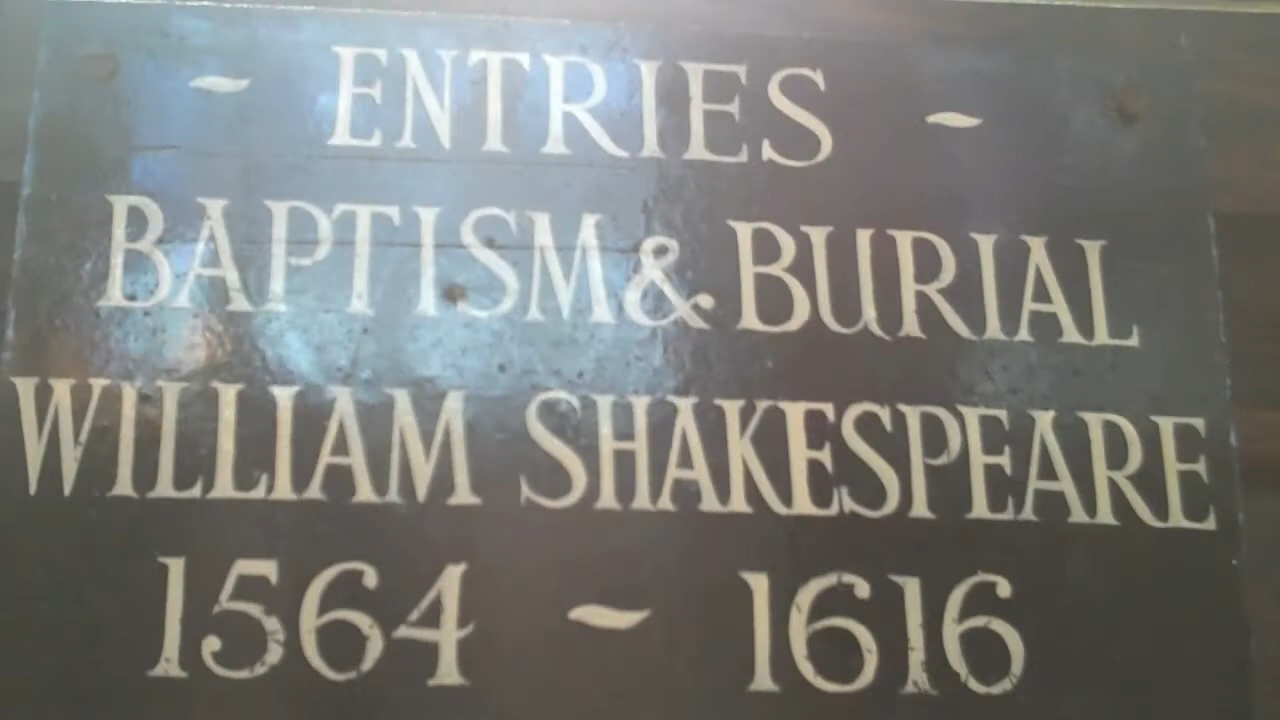 ~ ENTRIES ~
BAPTISM & BURIAL
WILLIAM SHAKESPEARE
1564 ~ 1616